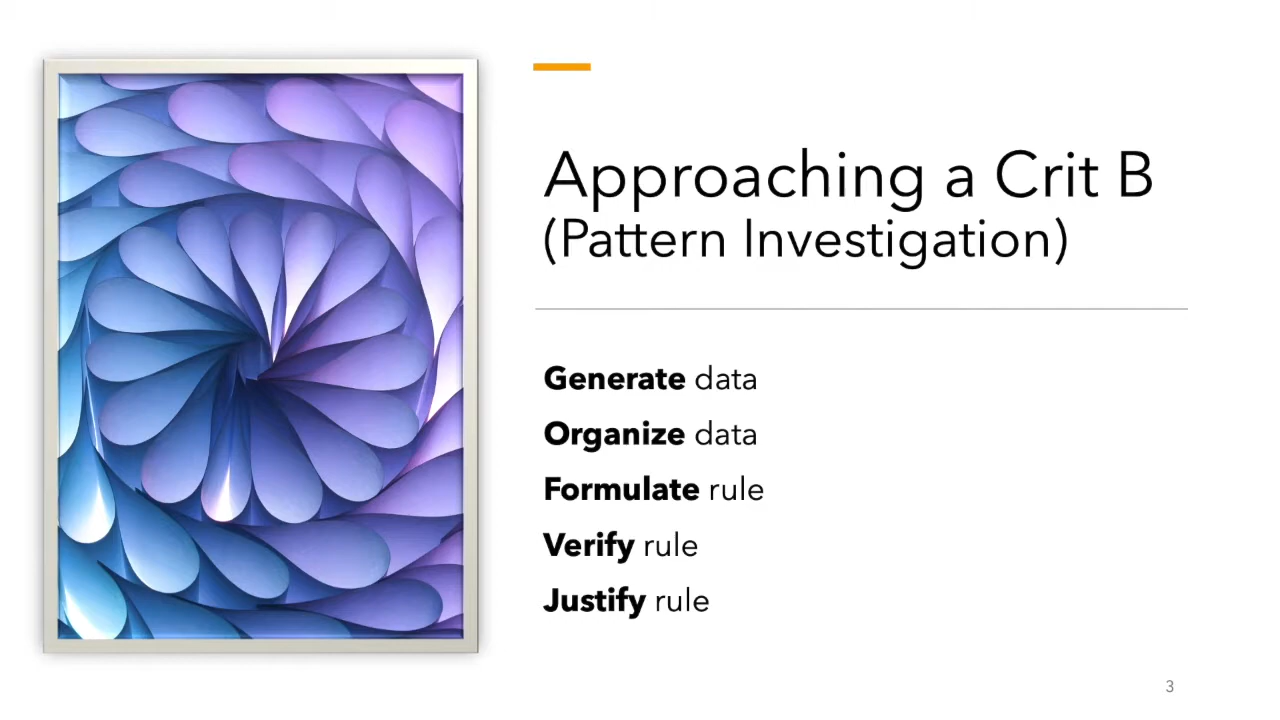 Approaching a Crit B
(Pattern Investigation)
Generate data
Organize data
Formulate rule
Verify rule
Justify rule
3